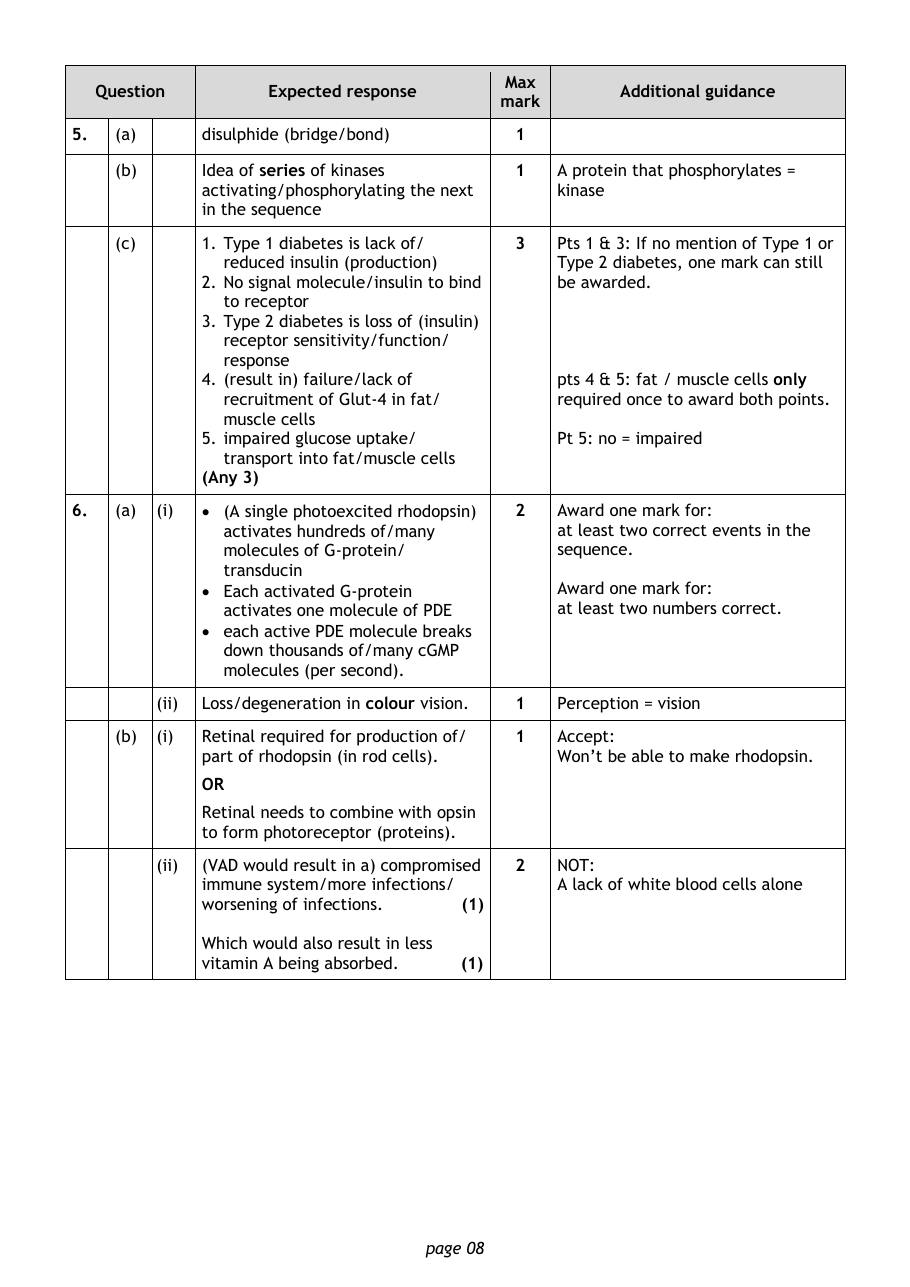 Question Expected response Max mark Additional guidance
5. (a) disulphide (bridge/bond) 1
(b) Idea of series of kinases
activating/phosphorylating the next
in the sequence
1
A protein that phosphorylates =
kinase
(c) 1. Type 1 diabetes is lack of/
reduced insulin (production)
2. No signal molecule/insulin to bind
to receptor
3. Type 2 diabetes is loss of (insulin)
receptor sensitivity/function/
response
4. (result in) failure/lack of
recruitment of Glut-4 in fat/
muscle cells
5. impaired glucose uptake/
transport into fat/muscle cells
(Any 3)
3
Pts 1 & 3: If no mention of Type 1 or
Type 2 diabetes, one mark can still
be awarded.
pts 4 & 5: fat / muscle cells only
required once to award both points.
Pt 5: no = impaired
6. (a) (i) • (A single photoexcited rhodopsin)
activates hundreds of/many
molecules of G-protein/
transducin
• Each activated G-protein
activates one molecule of PDE
• each active PDE molecule breaks
down thousands of/many cGMP
molecules (per second).
2
Award one mark for:
at least two correct events in the
sequence.
Award one mark for:
at least two numbers correct.
(ii) Loss/degeneration in colour vision. 1 Perception = vision
(b) (i) Retinal required for production of/
part of rhodopsin (in rod cells).
OR
Retinal needs to combine with opsin
to form photoreceptor (proteins).
1
Accept:
Won't be able to make rhodopsin.
(ii) (VAD would result in a) compromised
immune system/more infections/
worsening of infections. (1)
Which would also result in less
vitamin A being absorbed. (1)
2
NOT:
A lack of white blood cells alone
page 08